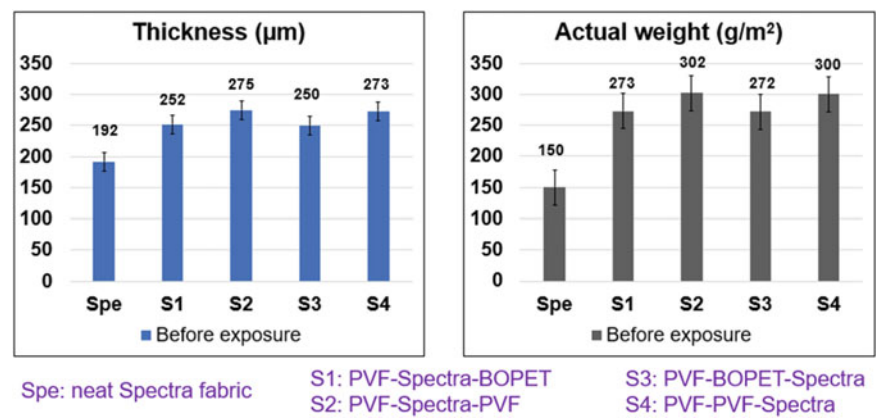 Thickness (µm)
350
300
250
200
150
100
50
0
192
252
275
250
273
Spe S1 S2 S3 S4
Before exposure
Actual weight (g/m²)
350
300
250
200
150
100
50
0
150
273
302
272
300
Spe S1 S2 S3 S4
Before exposure
Spe: neat Spectra fabric
S1: PVF-Spectra-BOPET
S2: PVF-Spectra-PVF
S3: PVF-BOPET-Spectra
S4: PVF-PVF-Spectra